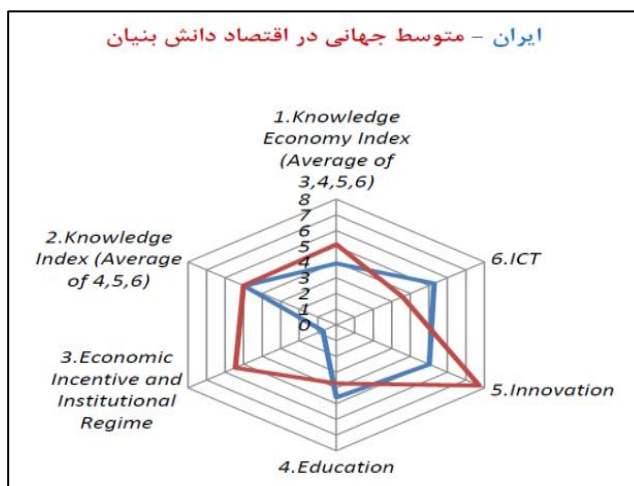 ایران – متوسط جهانی در اقتصاد دانش بنیان
1.Knowledge
Economy Index
(Average of
3,4,5,6)
8
7
6
5
4
3
2
1
0
2.Knowledge
Index (Average
of 4,5,6)
6.ICT
3.Economic
Incentive and
Institutional
Regime
5.Innovation
4.Education